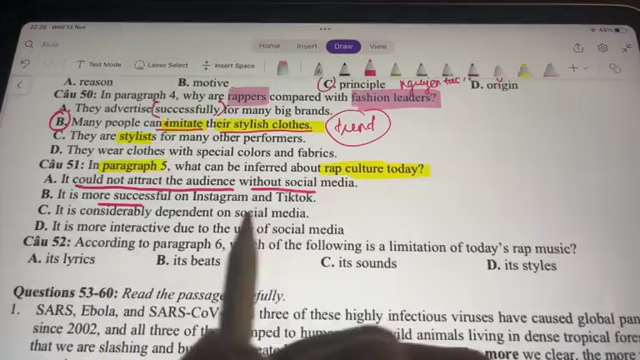 22:26 Wed 13 Nov
44%
Home Insert Draw View
Text Mode Lasso Select Insert Space
A. reason B. motive C. principle nguyên tắc D. origin
Câu 50: In paragraph 4, why are rappers compared with fashion leaders?
A. They advertise (successfully) for many big brands.
B. Many people can imitate their stylish clothes. trend
C. They are stylists for many other performers.
D. They wear clothes with special colors and fabrics.
Câu 51: In paragraph 5, what can be inferred about rap culture today?
A. It could not attract the audience without social media.
B. It is more successful on Instagram and Tiktok.
C. It is considerably dependent on social media.
D. It is more interactive due to the of social media
Câu 52: According to paragraph 6, of the following is a limitation of today's rap music?
A. its lyrics B. its beats C. its sounds D. its styles
Questions 53-60: Read the passage
1. SARS, Ebola, and SARS-CoV three of these highly infectious viruses have caused global pan
since 2002, and all three of to animals living in dense tropical
that we are slashing and more we clear, the more